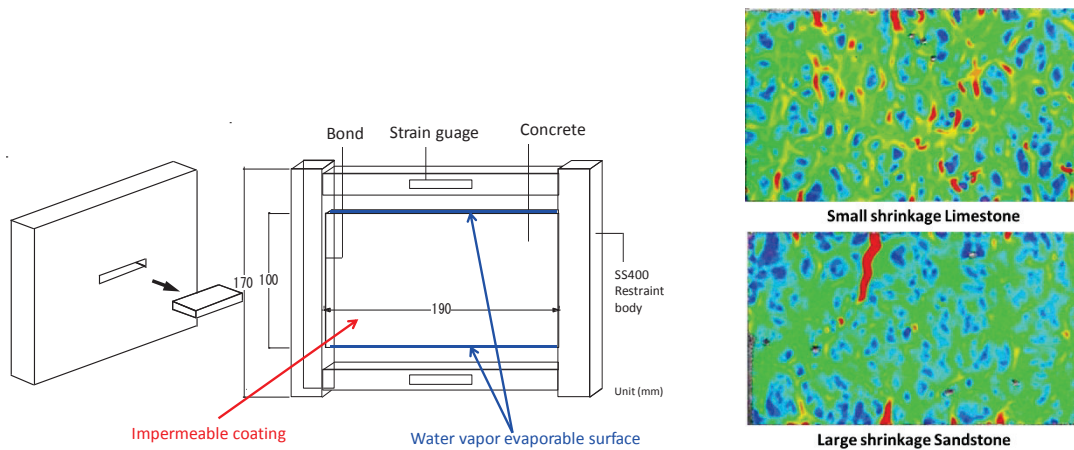 Bond
Strain guage
Concrete
170
100
190
SS400
Restraint
body
Unit (mm)
Impermeable coating
Water vapor evaporable surface
Small shrinkage Limestone
Large shrinkage Sandstone